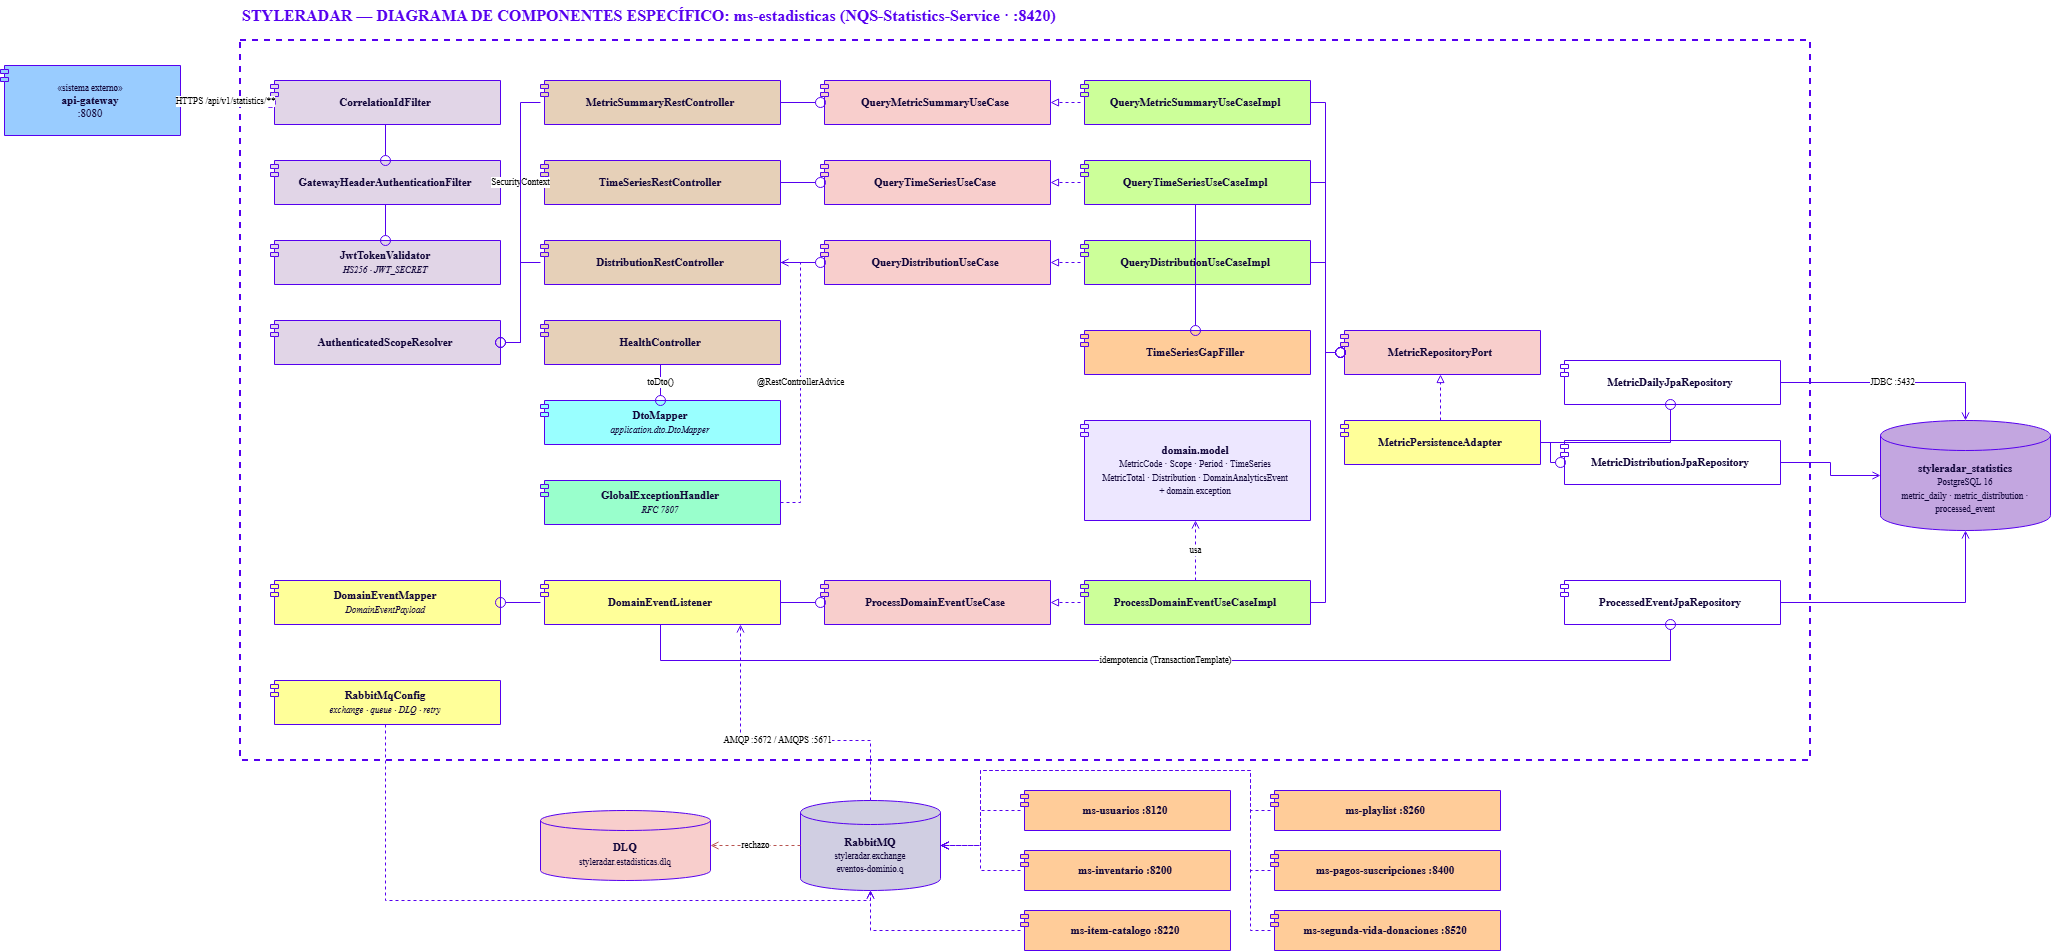 STYLERADAR — DIAGRAMA DE COMPONENTES ESPECÍFICO: ms-estadisticas (NQS-Statistics-Service · :8420)
«sistema externo»
api-gateway
:8080
HTTPS /api/v1/statistics/**
CorrelationIdFilter
MetricSummaryRestController
QueryMetricSummaryUseCase
QueryMetricSummaryUseCaseImpl
GatewayHeaderAuthenticationFilter
SecurityContext
TimeSeriesRestController
QueryTimeSeriesUseCase
QueryTimeSeriesUseCaseImpl
JwtTokenValidator
HS256 · JWT_SECRET
DistributionRestController
QueryDistributionUseCase
QueryDistributionUseCaseImpl
AuthenticatedScopeResolver
HealthController
TimeSeriesGapFiller
MetricRepositoryPort
toDto()
@RestControllerAdvice
MetricDailyJpaRepository
JDBC :5432
DtoMapper
application.dto.DtoMapper
domain.model
MetricCode · Scope · Period · TimeSeries
MetricTotal · Distribution · DomainAnalyticsEvent
+ domain.exception
MetricPersistenceAdapter
MetricDistributionJpaRepository
styleradar_statistics
PostgreSQL 16
metric_daily · metric_distribution ·
processed_event
GlobalExceptionHandler
RFC 7807
usa
DomainEventMapper
DomainEventPayload
DomainEventListener
ProcessDomainEventUseCase
ProcessDomainEventUseCaseImpl
ProcessedEventJpaRepository
idempotencia (TransactionTemplate)
RabbitMqConfig
exchange · queue · DLQ · retry
AMQP :5672 / AMQPS :5671
DLQ
styleradar.estadisticas.dlq
rechazo
RabbitMQ
styleradar.exchange
eventos-dominio.q
ms-usuarios :8120
ms-playlist :8260
ms-inventario :8200
ms-pagos-suscripciones :8400
ms-item-catalogo :8220
ms-segunda-vida-donaciones :8520